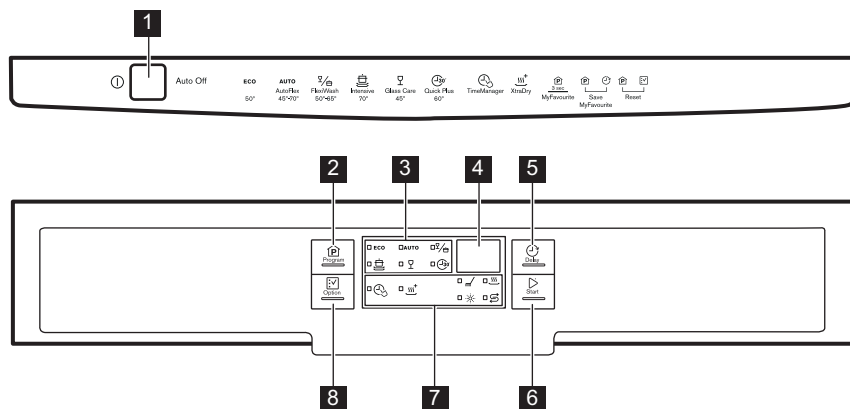 1
Auto Off
ECO
50°
AUTO
AutoFlex
45°-70°
FlexiWash
50°-65°
Intensive
70°
Glass Care
45°
30'
Quick Plus
60°
TimeManager
XtraDry
P
3 sec
MyFavourite
P
Save
MyFavourite
P
Reset
2
3
4
5
P
Program
ECO
AUTO
30'
Delay
Option
Start
8
7
6